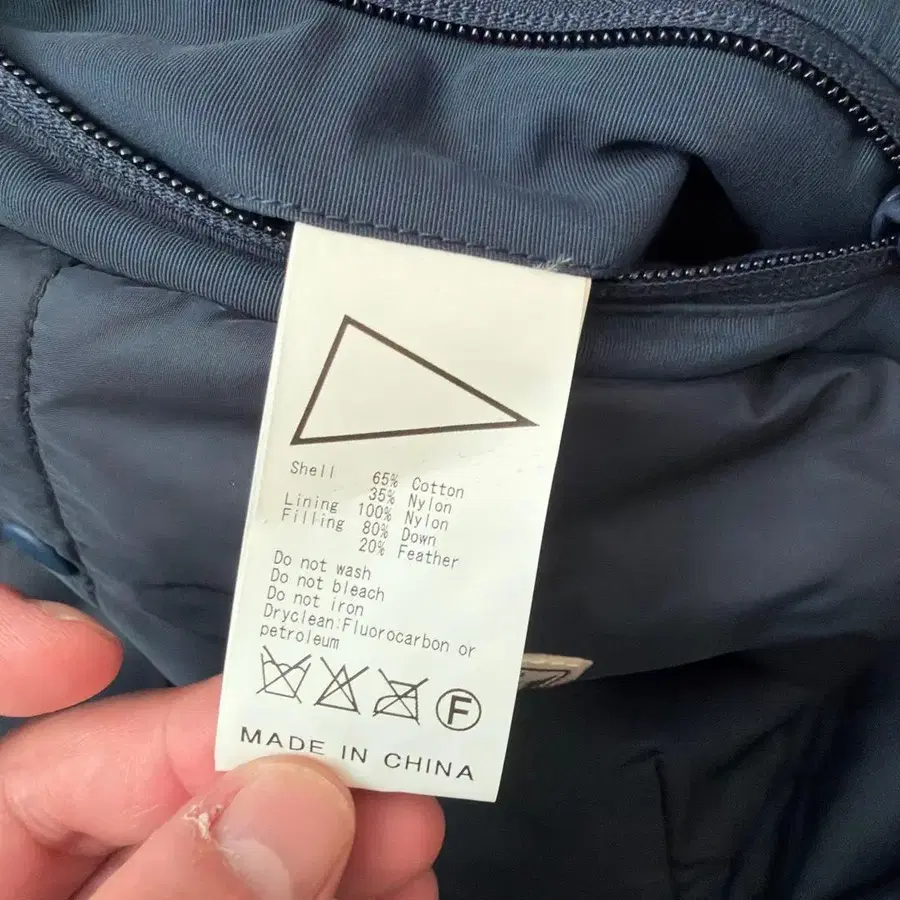 Shell 65% Cotton
35% Nylon
Lining 100% Nylon
Filling 80% Down
20% Feather
Do not wash
Do not bleach
Do not iron
Dryclean:Fluorocarbon or
petroleum
F
MADE IN CHINA